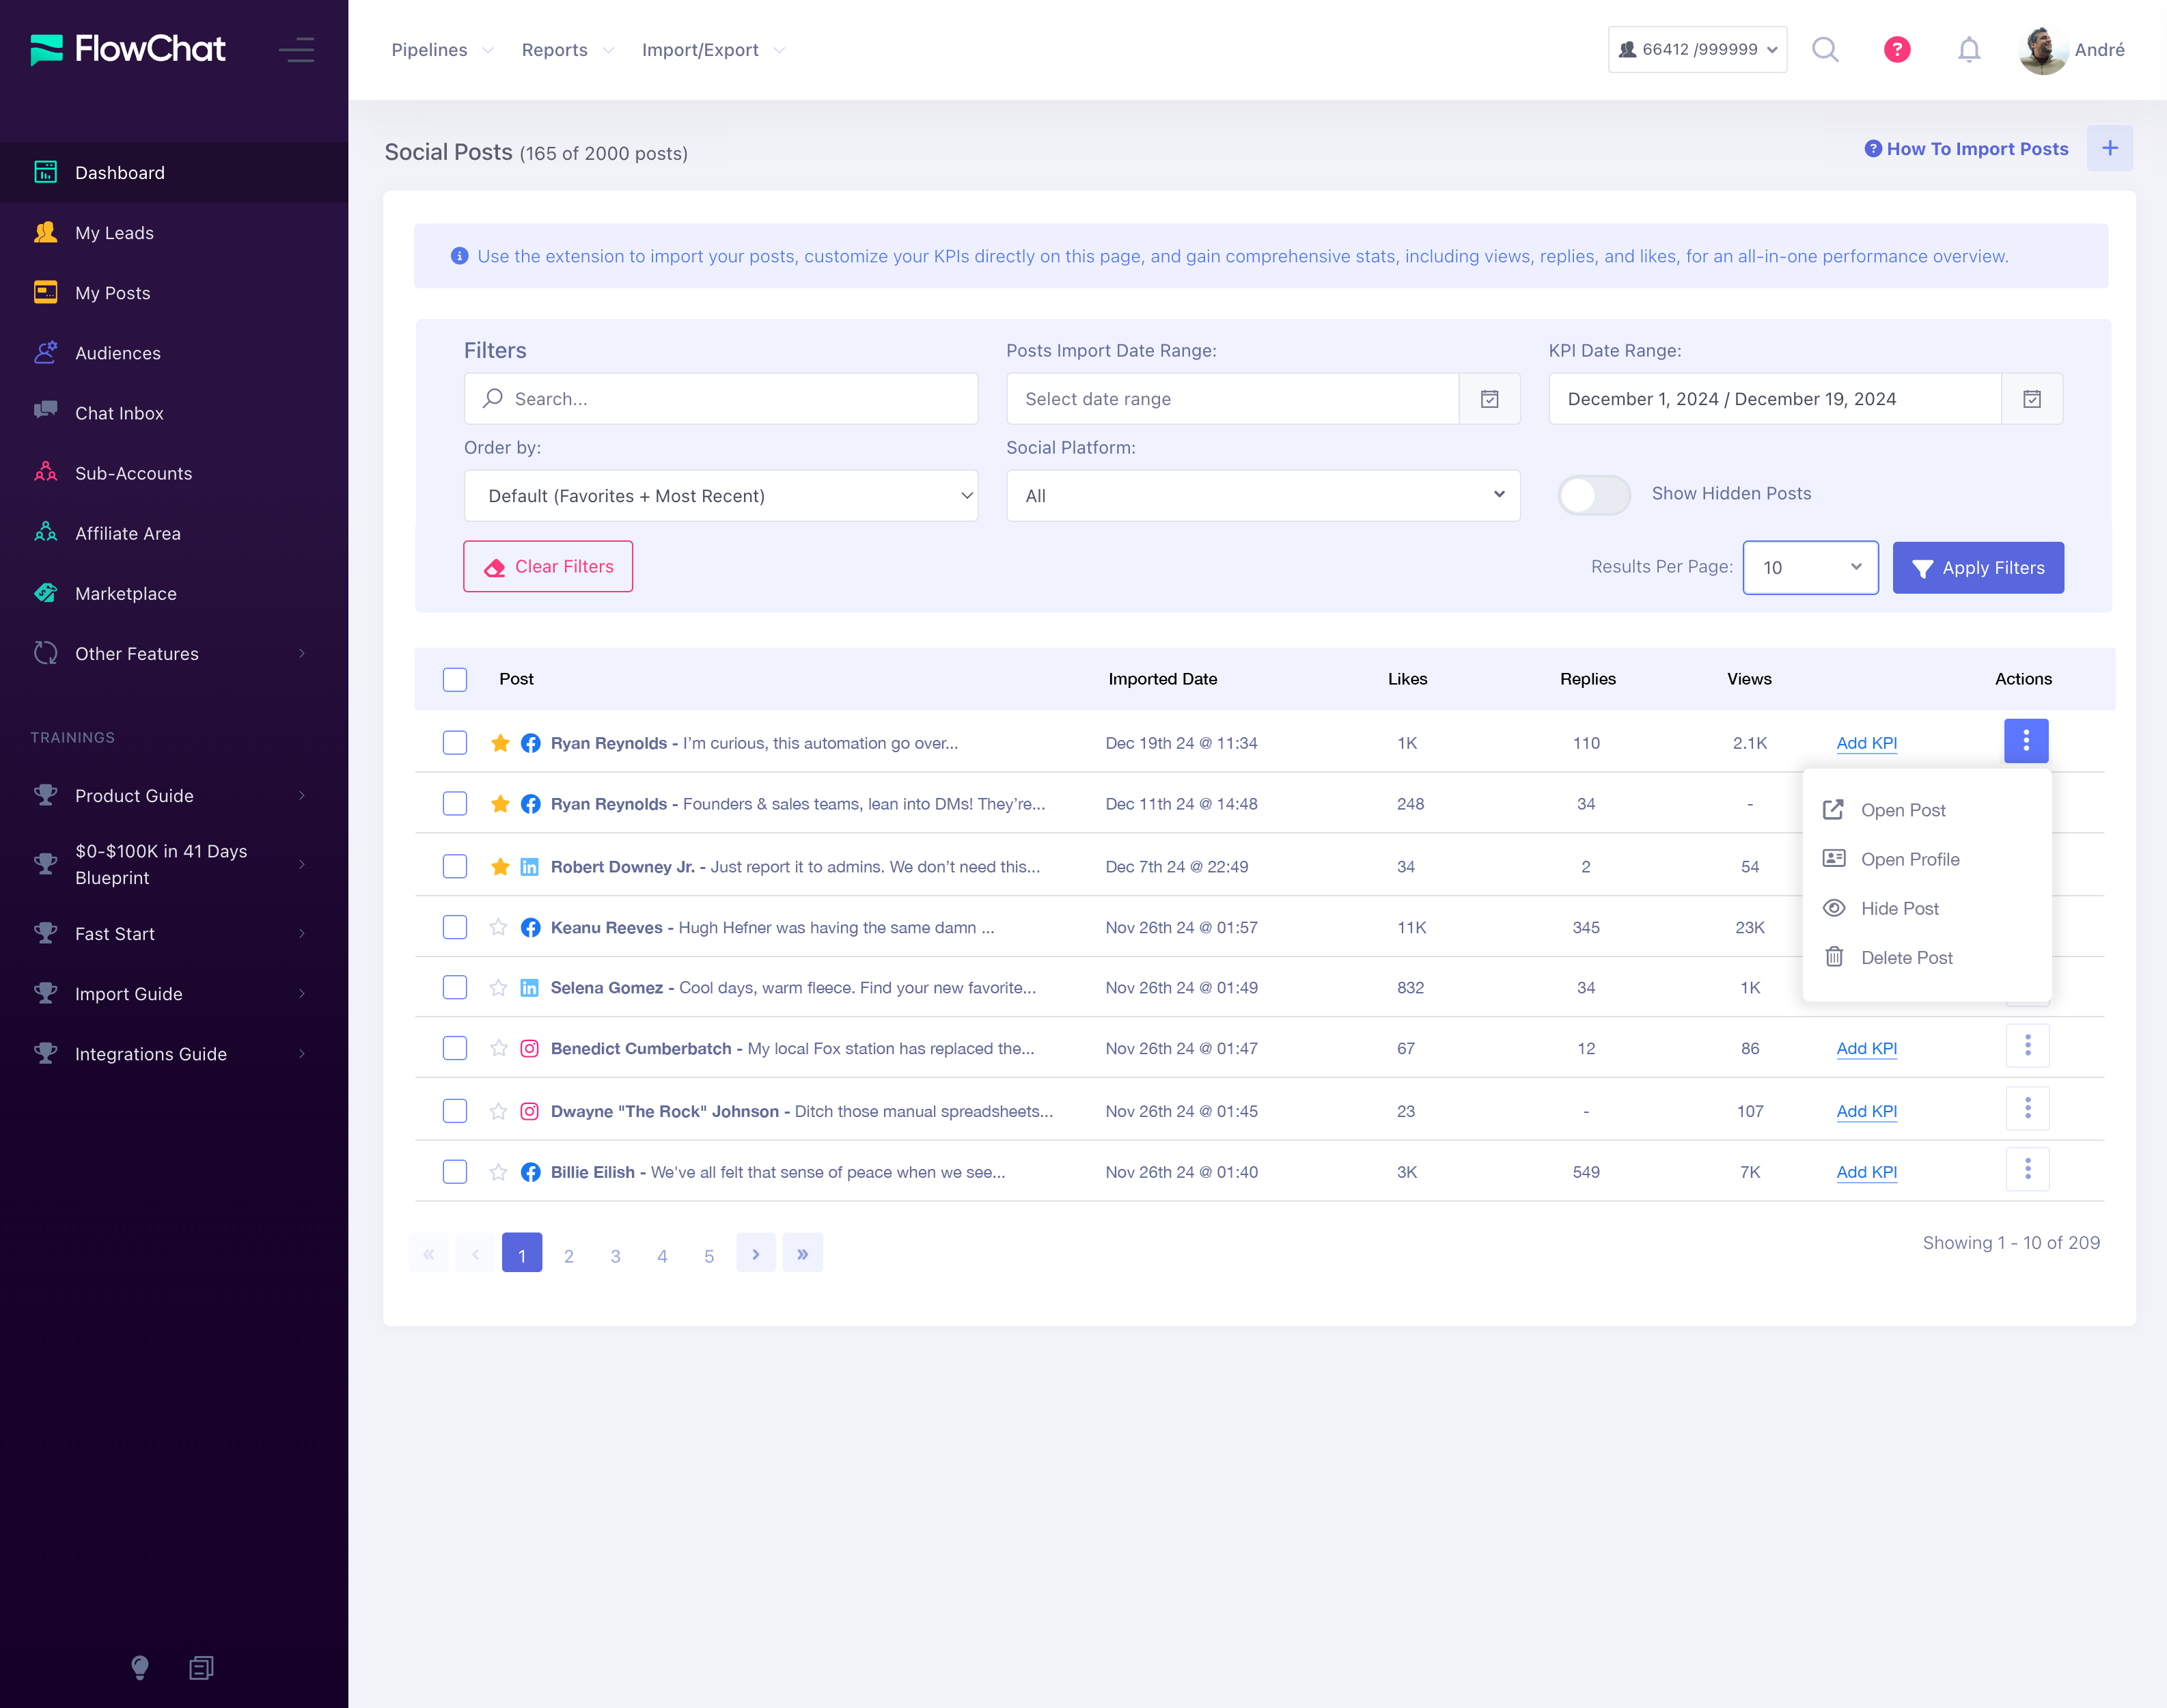 FlowChat
Pipelines
Reports
Import/Export
66412 /999999
?
André
Dashboard
My Leads
My Posts
Audiences
Chat Inbox
Sub-Accounts
Affiliate Area
Marketplace
Other Features
TRAININGS
Product Guide
$0-$100K in 41 Days
Blueprint
Fast Start
Import Guide
Integrations Guide
Social Posts (165 of 2000 posts)
How To Import Posts
+
Use the extension to import your posts, customize your KPIs directly on this page, and gain comprehensive stats, including views, replies, and likes, for an all-in-one performance overview.
Filters
Posts Import Date Range:
KPI Date Range:
Search...
Select date range
December 1, 2024 / December 19, 2024
Order by:
Social Platform:
Default (Favorites + Most Recent)
All
Show Hidden Posts
Clear Filters
Results Per Page:
10
Apply Filters
Post Imported Date Likes Replies Views Actions
Ryan Reynolds - I’m curious, this automation go over... Dec 19th 24 @ 11:34 1K 110 2.1K Add KPI
Ryan Reynolds - Founders & sales teams, lean into DMs! They’re... Dec 11th 24 @ 14:48 248 34 -
Robert Downey Jr. - Just report it to admins. We don’t need this... Dec 7th 24 @ 22:49 34 2 54
Keanu Reeves - Hugh Hefner was having the same damn ... Nov 26th 24 @ 01:57 11K 345 23K
Selena Gomez - Cool days, warm fleece. Find your new favorite... Nov 26th 24 @ 01:49 832 34 1K
Benedict Cumberbatch - My local Fox station has replaced the... Nov 26th 24 @ 01:47 67 12 86 Add KPI
Dwayne "The Rock" Johnson - Ditch those manual spreadsheets... Nov 26th 24 @ 01:45 23 - 107 Add KPI
Billie Eilish - We've all felt that sense of peace when we see... Nov 26th 24 @ 01:40 3K 549 7K Add KPI
Open Post
Open Profile
Hide Post
Delete Post
« ‹ 1 2 3 4 5 › »
Showing 1 - 10 of 209